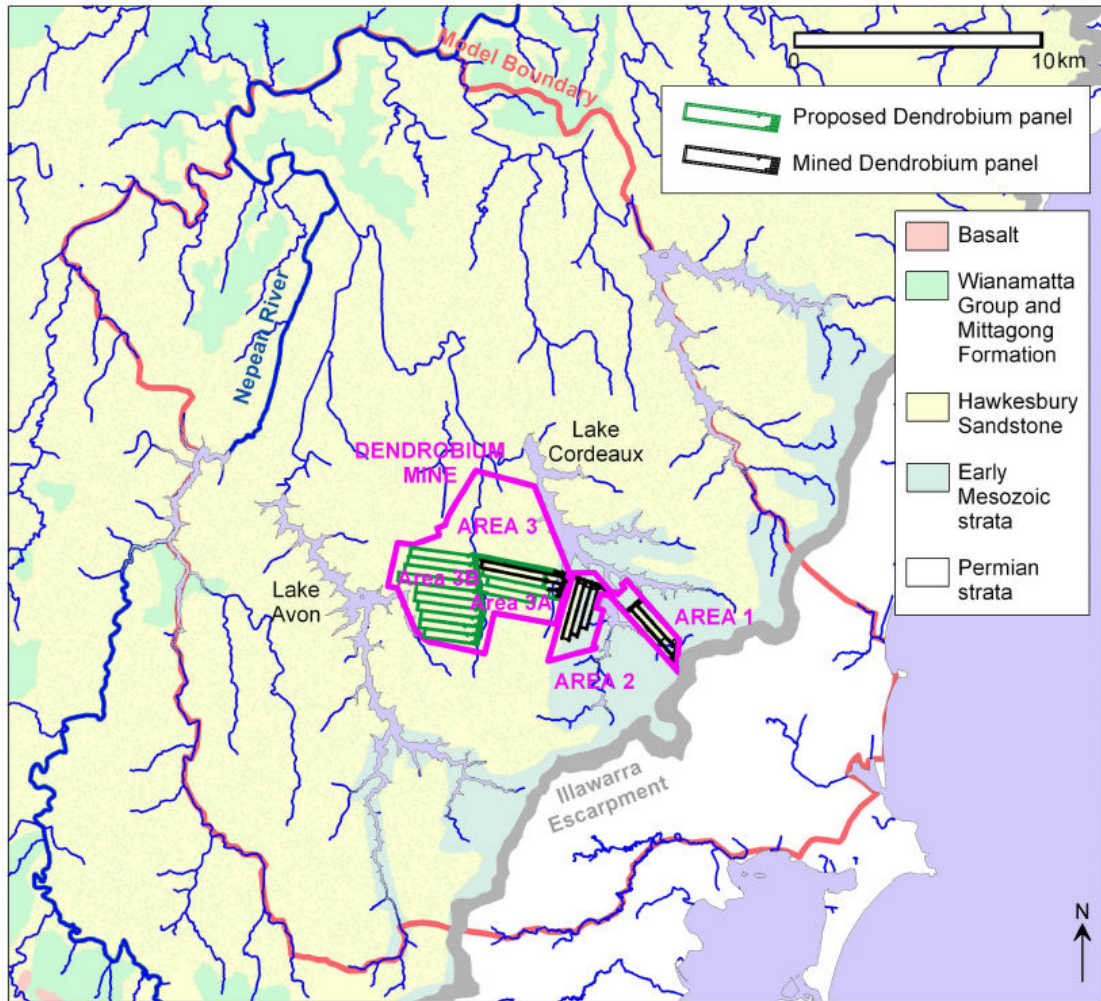 Model Boundary
0
10 km
Proposed Dendrobium panel
Mined Dendrobium panel
Basalt
Wianamatta
Group and
Mittagong
Formation
Hawkesbury
Sandstone
Early
Mesozoic
strata
Permian
strata
Nepean River
Lake
Cordeaux
DENDROBIUM
MINE
AREA 3
Area 3B
Area 3A
Lake
Avon
AREA 1
AREA 2
Illawarra
Escarpment
N